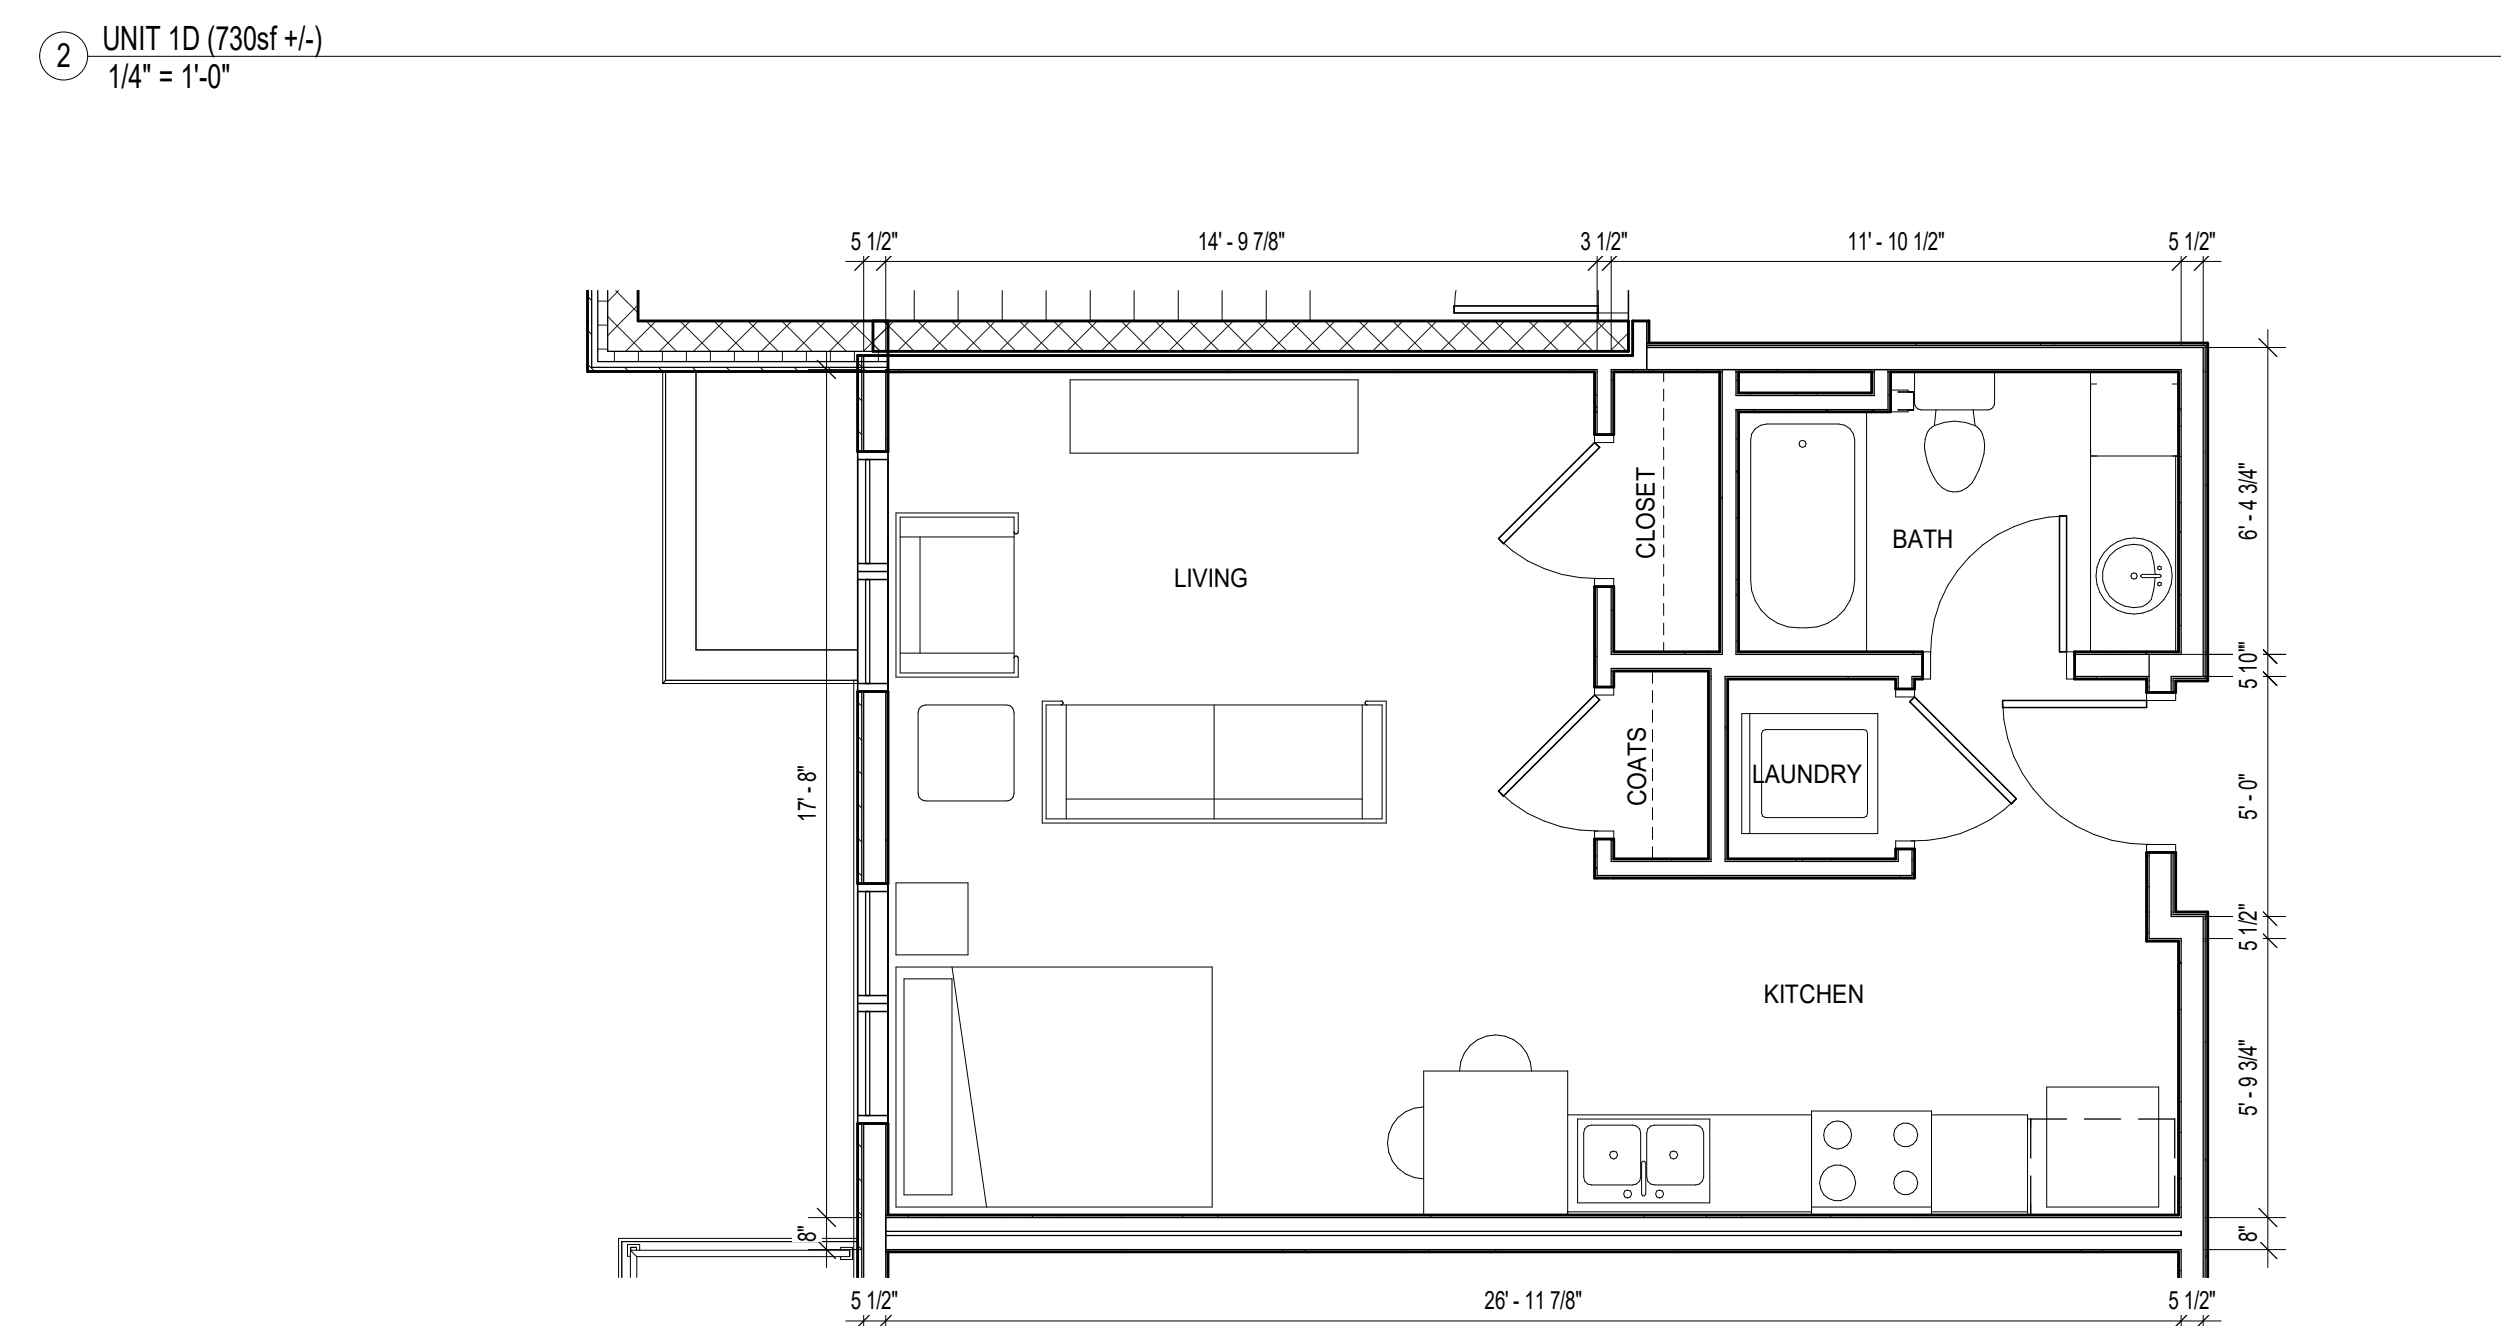 UNIT 1D (730sf +/-)
2
1/4" = 1'-0"
5 1/2"
14' - 9 7/8"
3 1/2"
11' - 10 1/2"
5 1/2"
CLOSET
6' - 4 3/4"
BATH
LIVING
5 10"
COATS
LAUNDRY
17' - 8"
5' - 0"
5 1/2"
KITCHEN
5' - 9 3/4"
8"
8"
5 1/2"
26' - 11 7/8"
5 1/2"